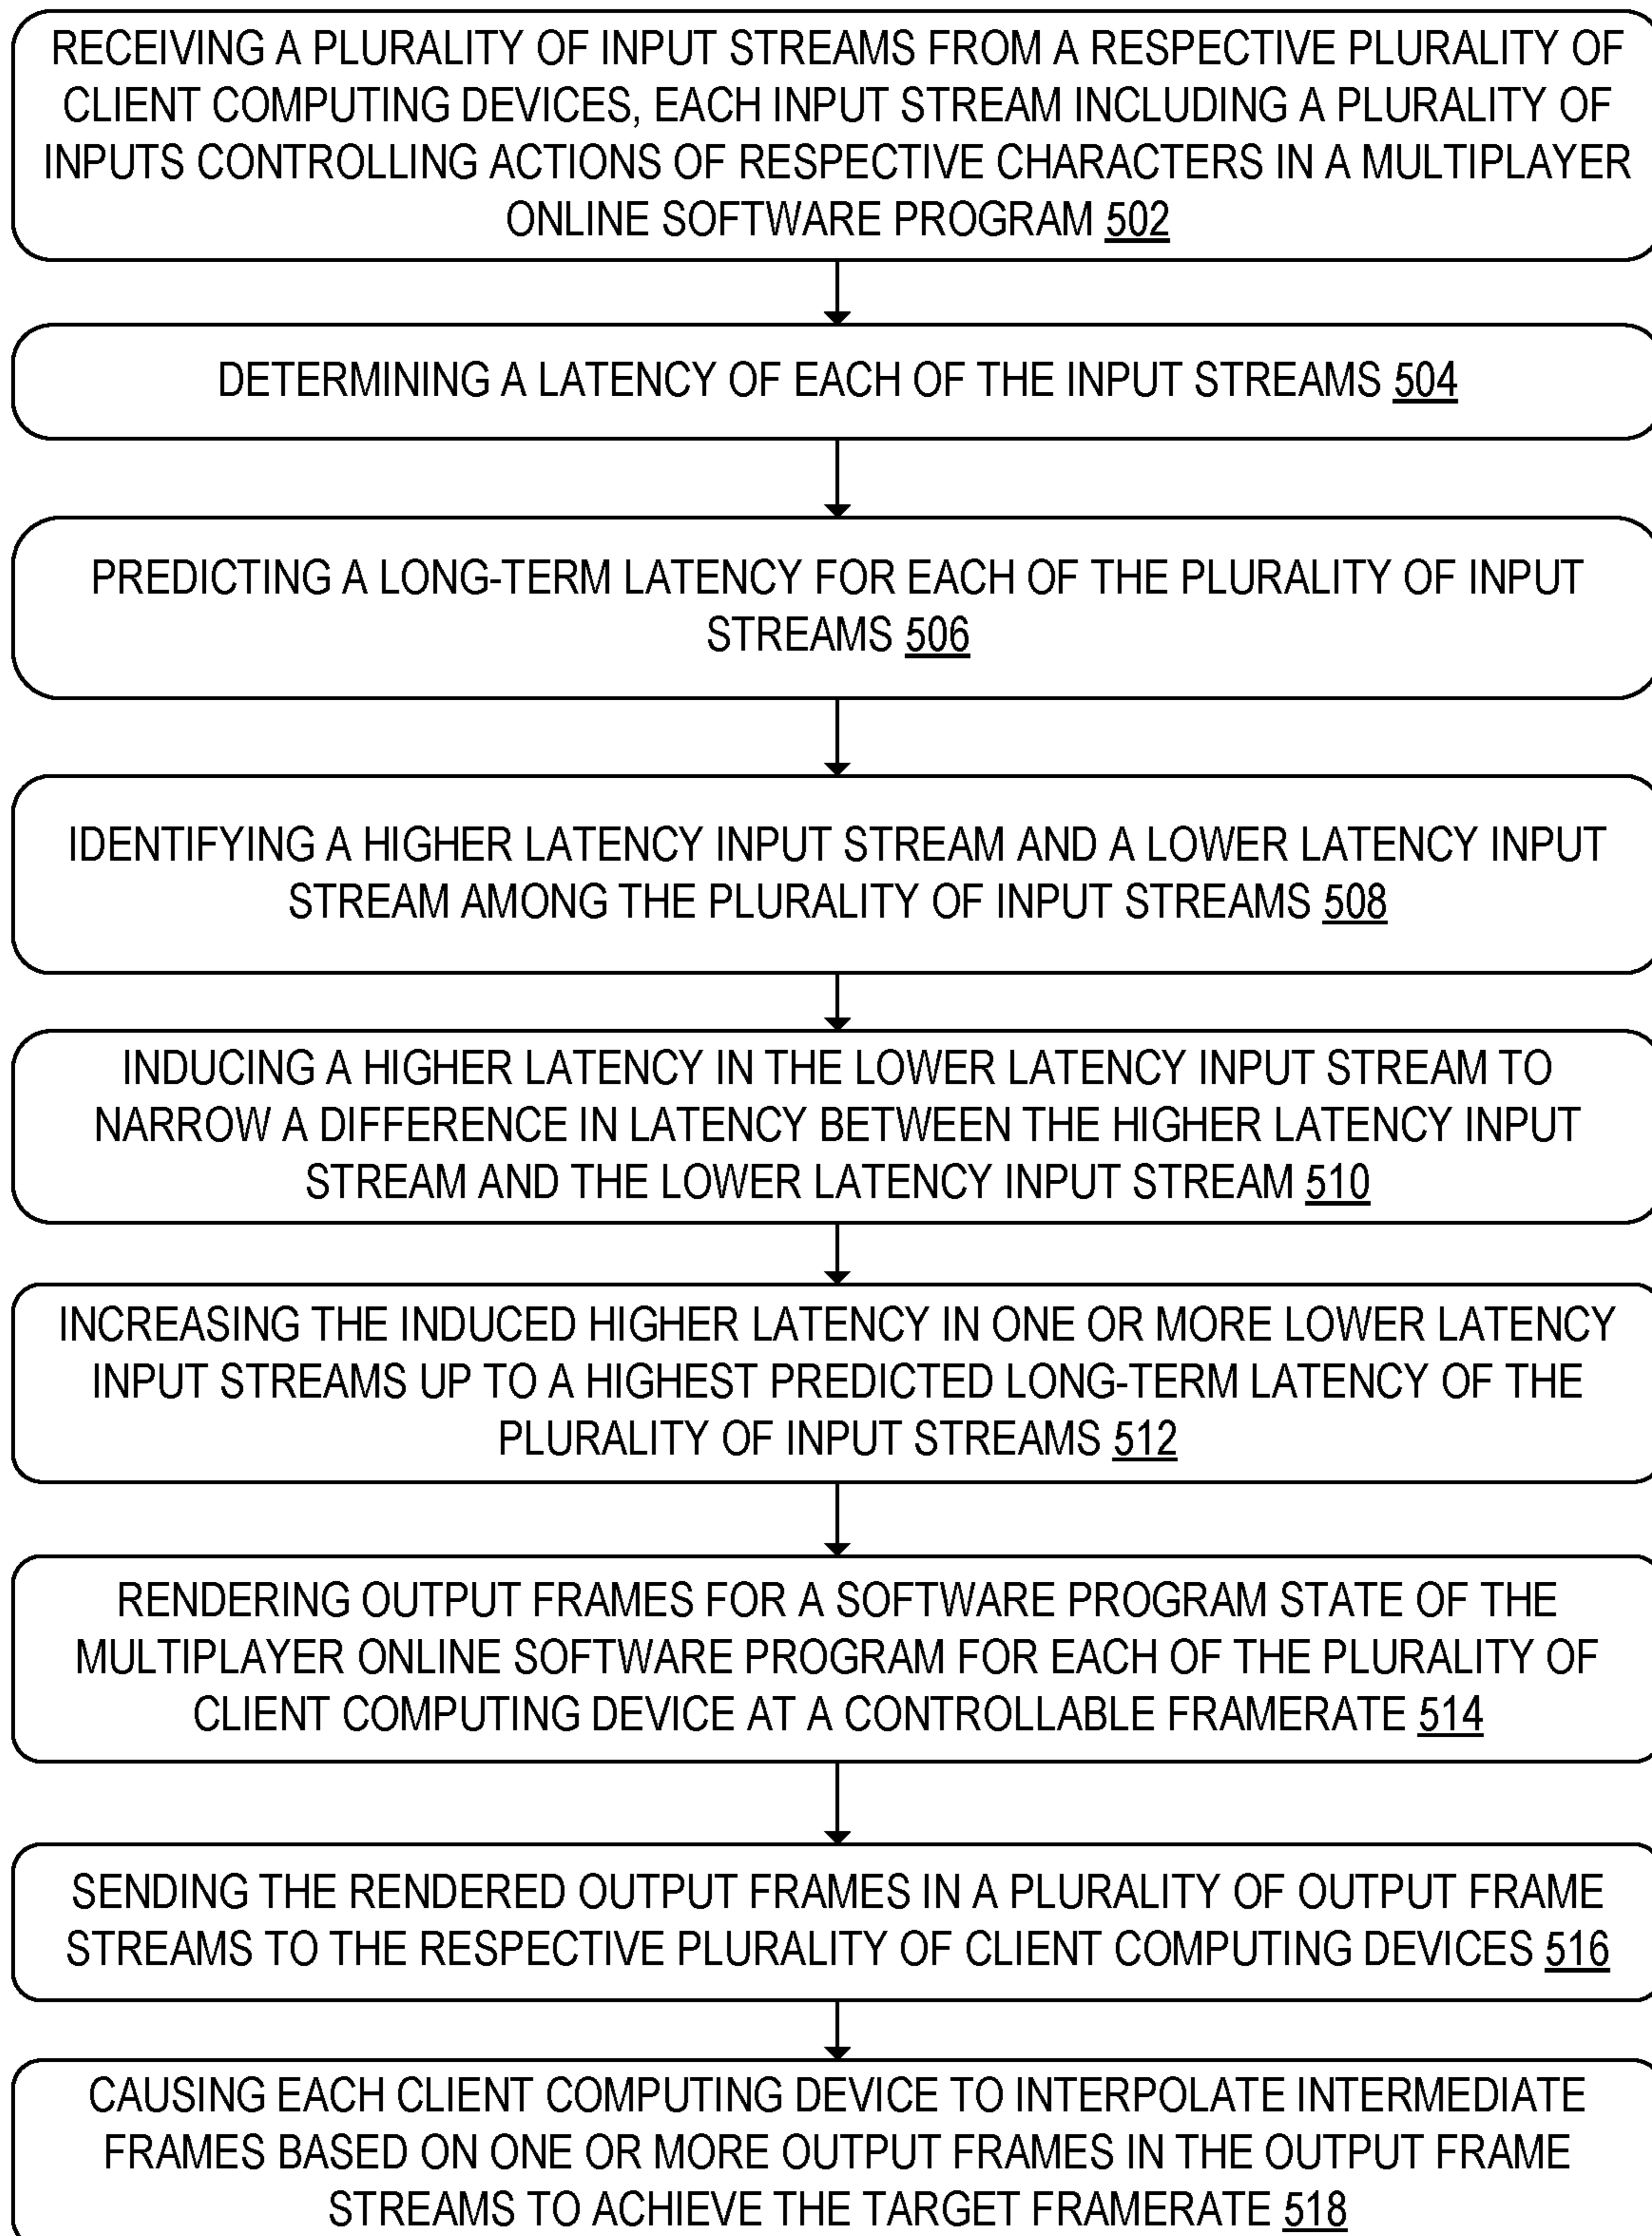 RECEIVING A PLURALITY OF INPUT STREAMS FROM A RESPECTIVE PLURALITY OF
CLIENT COMPUTING DEVICES, EACH INPUT STREAM INCLUDING A PLURALITY OF
INPUTS CONTROLLING ACTIONS OF RESPECTIVE CHARACTERS IN A MULTIPLAYER
ONLINE SOFTWARE PROGRAM 502
DETERMINING A LATENCY OF EACH OF THE INPUT STREAMS 504
PREDICTING A LONG-TERM LATENCY FOR EACH OF THE PLURALITY OF INPUT
STREAMS 506
IDENTIFYING A HIGHER LATENCY INPUT STREAM AND A LOWER LATENCY INPUT
STREAM AMONG THE PLURALITY OF INPUT STREAMS 508
INDUCING A HIGHER LATENCY IN THE LOWER LATENCY INPUT STREAM TO
NARROW A DIFFERENCE IN LATENCY BETWEEN THE HIGHER LATENCY INPUT
STREAM AND THE LOWER LATENCY INPUT STREAM 510
INCREASING THE INDUCED HIGHER LATENCY IN ONE OR MORE LOWER LATENCY
INPUT STREAMS UP TO A HIGHEST PREDICTED LONG-TERM LATENCY OF THE
PLURALITY OF INPUT STREAMS 512
RENDERING OUTPUT FRAMES FOR A SOFTWARE PROGRAM STATE OF THE
MULTIPLAYER ONLINE SOFTWARE PROGRAM FOR EACH OF THE PLURALITY OF
CLIENT COMPUTING DEVICE AT A CONTROLLABLE FRAMERATE 514
SENDING THE RENDERED OUTPUT FRAMES IN A PLURALITY OF OUTPUT FRAME
STREAMS TO THE RESPECTIVE PLURALITY OF CLIENT COMPUTING DEVICES 516
CAUSING EACH CLIENT COMPUTING DEVICE TO INTERPOLATE INTERMEDIATE
FRAMES BASED ON ONE OR MORE OUTPUT FRAMES IN THE OUTPUT FRAME
STREAMS TO ACHIEVE THE TARGET FRAMERATE 518